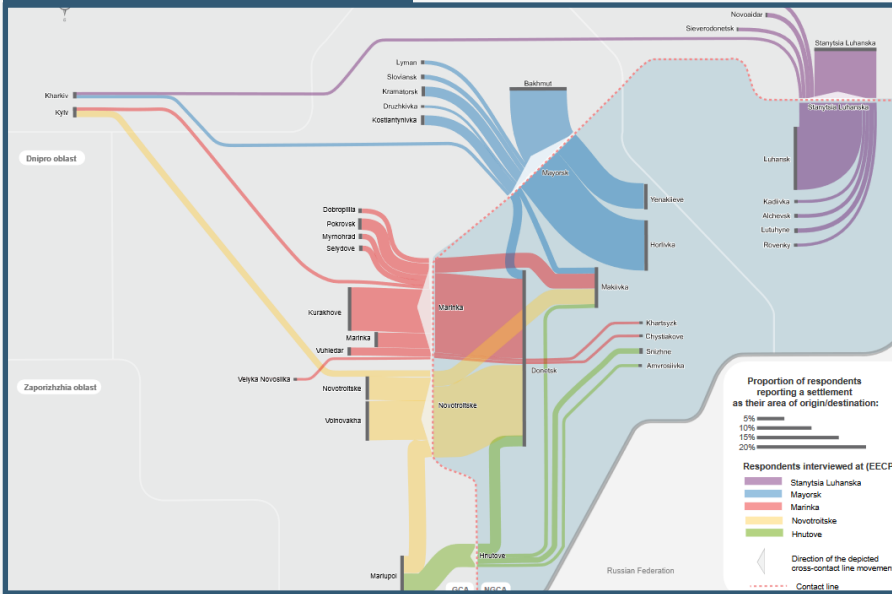 Novoaidar
Sieverodonetsk
Stanytsia Luhanska
Stanytsia Luhanska
Lyman
Sloviansk
Kramatorsk
Druzhkivka
Kostiantynivka
Bakhmut
Kharkiv
Kyiv
Dnipro oblast
Mayorsk
Luhansk
Yenakiieve
Kadiivka
Alchevsk
Lutuhyne
Rovenky
Horlivka
Dobropillia
Pokrovsk
Myrnohrad
Selydove
Makiivka
Kurakhove
Marinka
Marinka
Vuhledar
Khartsyzk
Chystiakove
Snizhne
Amvrosiivka
Donetsk
Velyka Novosilka
Zaporizhzhia oblast
Novotroitske
Novotroitske
Volnovakha
Hnutove
Mariupol
GCA
NGCA
Russian Federation
Proportion of respondents
reporting a settlement
as their area of origin/destination:
5%
10%
15%
20%
Respondents interviewed at (EECP
Stanytsia Luhanska
Mayorsk
Marinka
Novotroitske
Hnutove
Direction of the depicted
cross-contact line movemen
Contact line